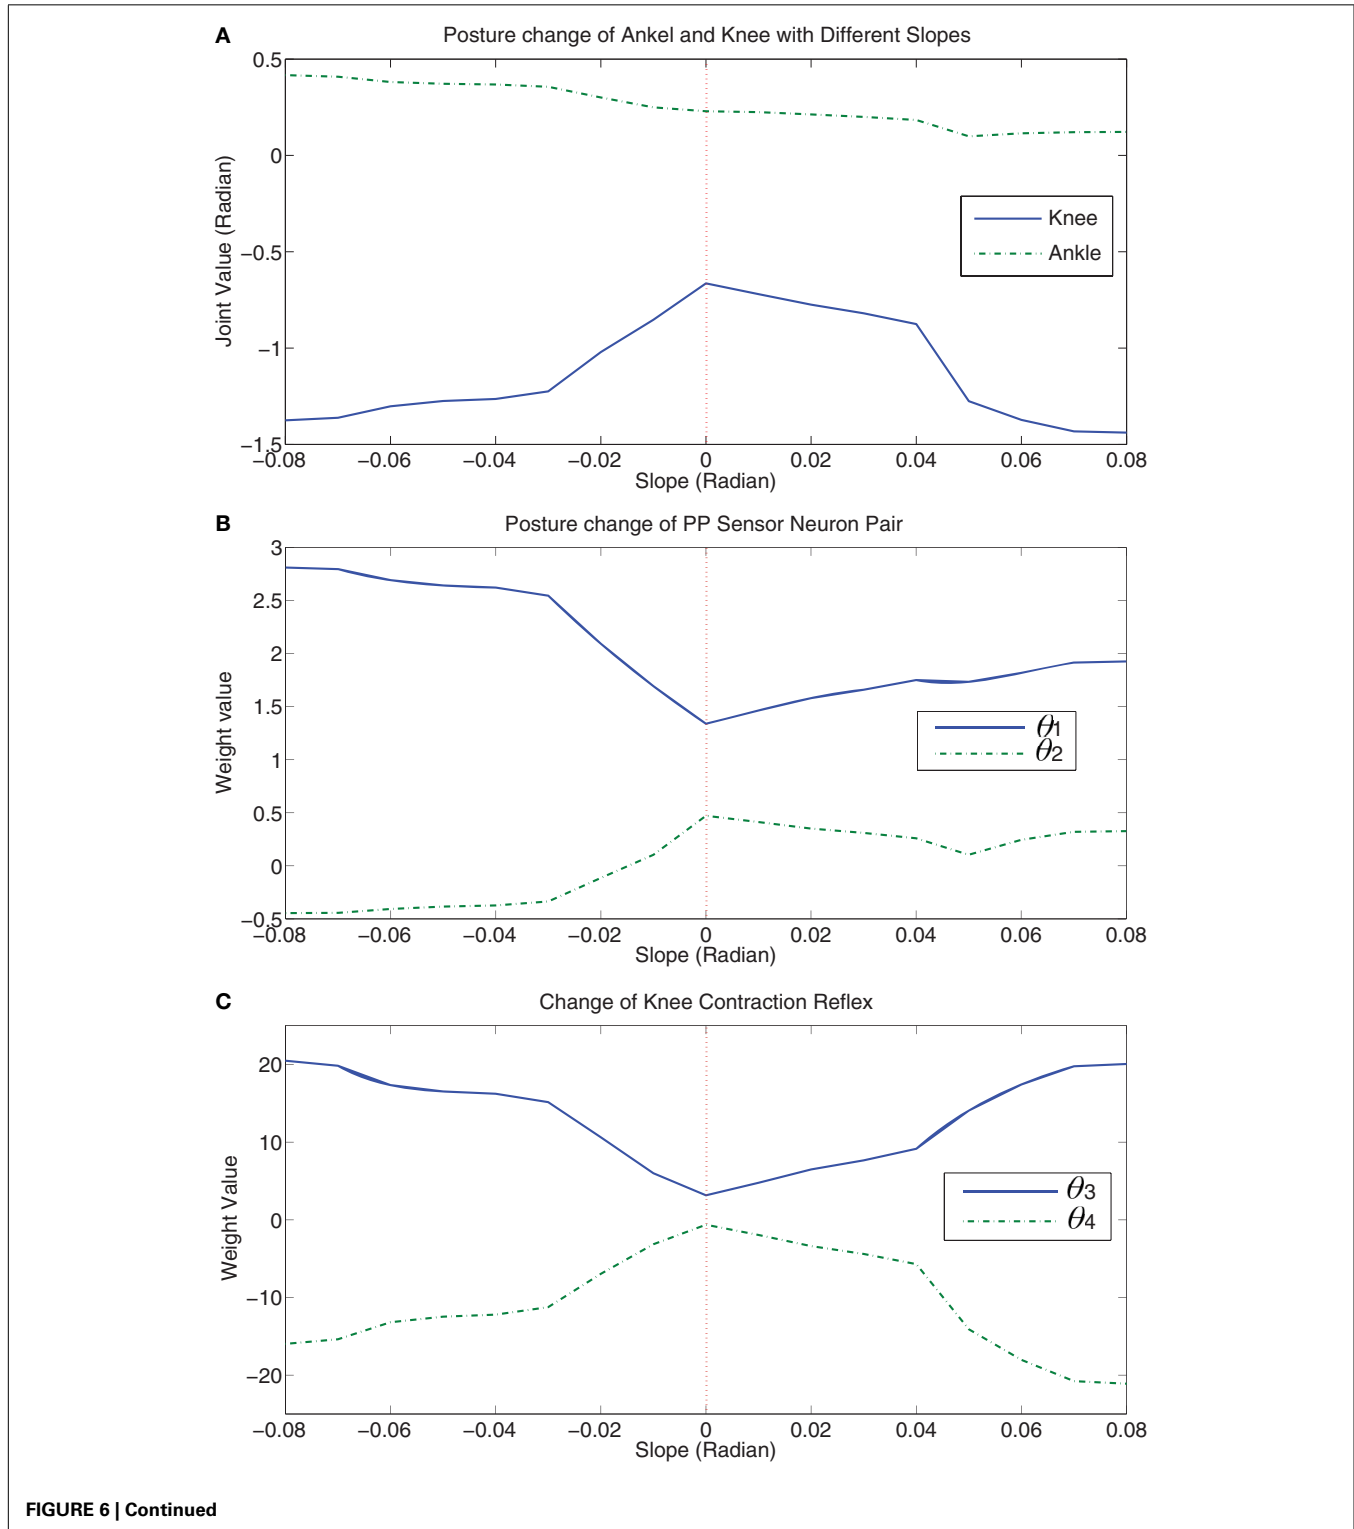 A
Posture change of Ankel and Knee with Different Slopes
0.5
0
−0.5
−1
−1.5
Joint Value (Radian)
Knee
Ankle
−0.08 −0.06 −0.04 −0.02 0 0.02 0.04 0.06 0.08
Slope (Radian)
B
Posture change of PP Sensor Neuron Pair
3
2.5
2
1.5
1
0.5
0
−0.5
Weight value
θ1
θ2
−0.08 −0.06 −0.04 −0.02 0 0.02 0.04 0.06 0.08
Slope (Radian)
C
Change of Knee Contraction Reflex
20
10
0
−10
−20
Weight Value
θ3
θ4
−0.08 −0.06 −0.04 −0.02 0 0.02 0.04 0.06 0.08
Slope (Radian)
FIGURE 6 | Continued